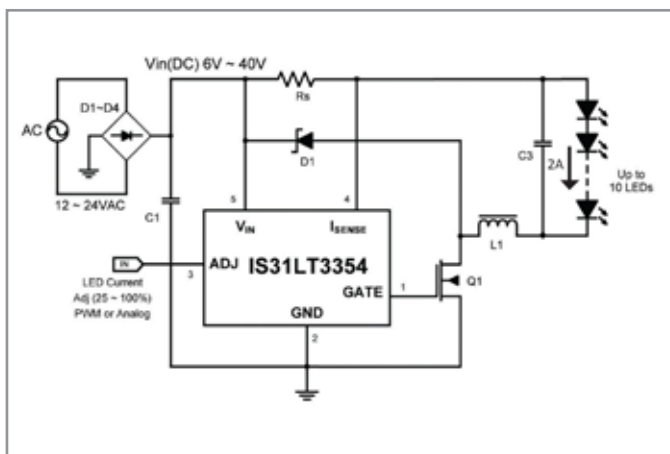 Vin(DC) 6V ~ 40V
Rs
D1~D4
AC
12 ~ 24VAC
C1
D1
C3
2A
Up to
10 LEDs
5
4
VIN
ISENSE
L1
IN
ADJ
IS31LT3354
3
GATE
1
Q1
LED Current
Adj (25 ~ 100%)
PWM or Analog
GND
2